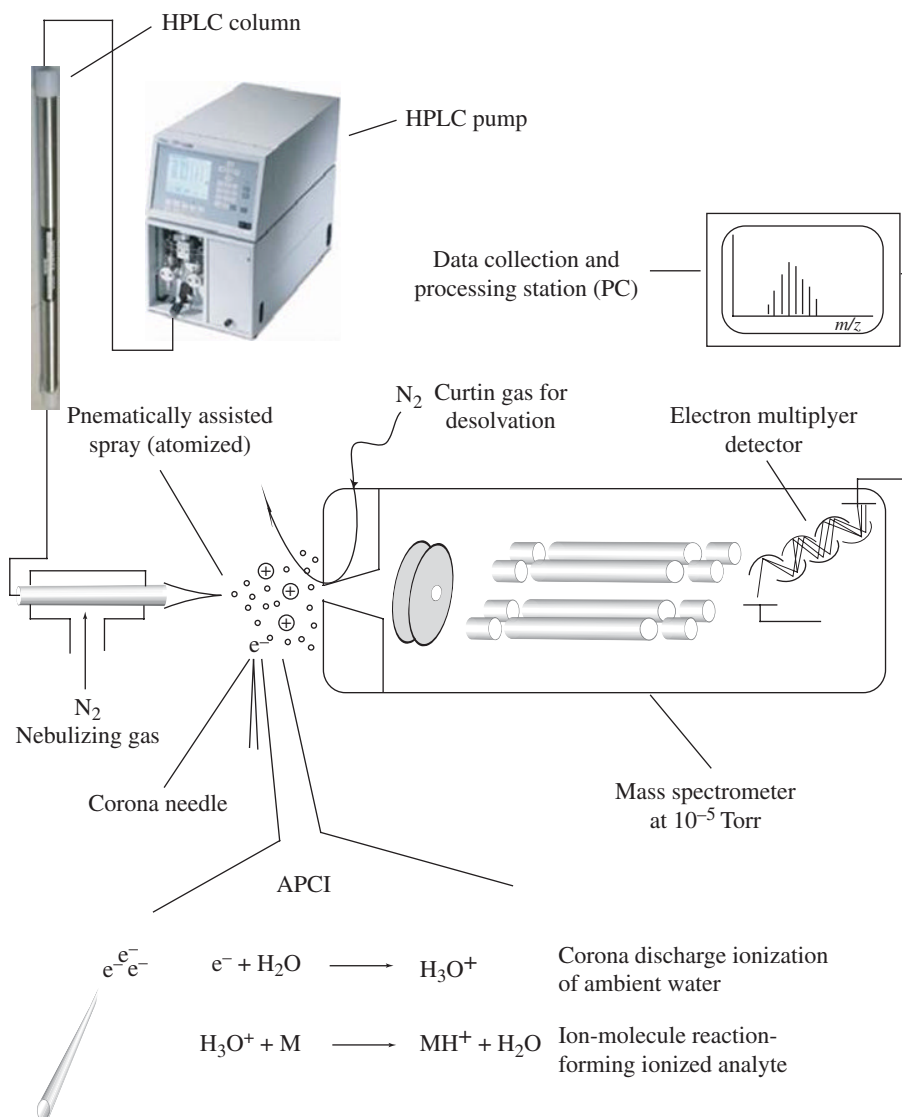 HPLC column
HPLC pump
Data collection and
processing station (PC)
m/z
Pnematically assisted
spray (atomized)
N2 Curtin gas for
desolvation
Electron multiplyer
detector
e–
N2
Nebulizing gas
Corona needle
Mass spectrometer
at 10–5 Torr
APCI
e– e– e–
e– + H2O → H3O+
Corona discharge ionization
of ambient water
H3O+ + M → MH+ + H2O
Ion-molecule reaction-
forming ionized analyte